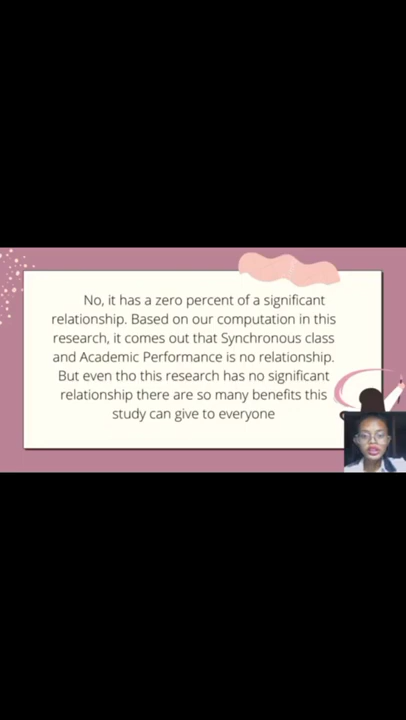 No, it has a zero percent of a significant
relationship. Based on our computation in this
research, it comes out that Synchronous class
and Academic Performance is no relationship.
But even tho this research has no significant
relationship there are so many benefits this
study can give to everyone